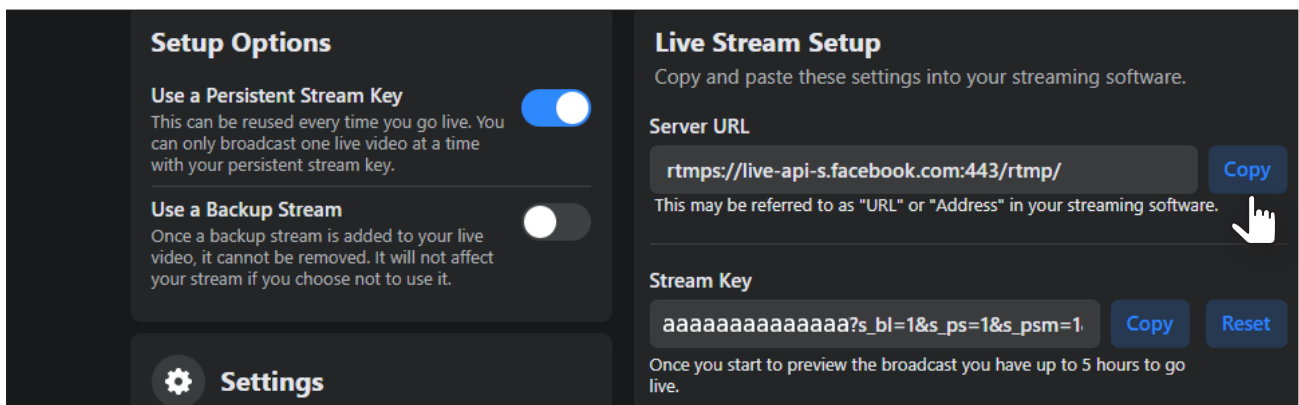 Setup Options
Use a Persistent Stream Key
This can be reused every time you go live. You
can only broadcast one live video at a time
with your persistent stream key.
Use a Backup Stream
Once a backup stream is added to your live
video, it cannot be removed. It will not affect
your stream if you choose not to use it.
Settings
Live Stream Setup
Copy and paste these settings into your streaming software.
Server URL
rtmps://live-api-s.facebook.com:443/rtmp/
Copy
This may be referred to as "URL" or "Address" in your streaming software.
Stream Key
aaaaaaaaaaaaaa?s_bl=1&s_ps=1&s_psm=1
Copy
Reset
Once you start to preview the broadcast you have up to 5 hours to go
live.